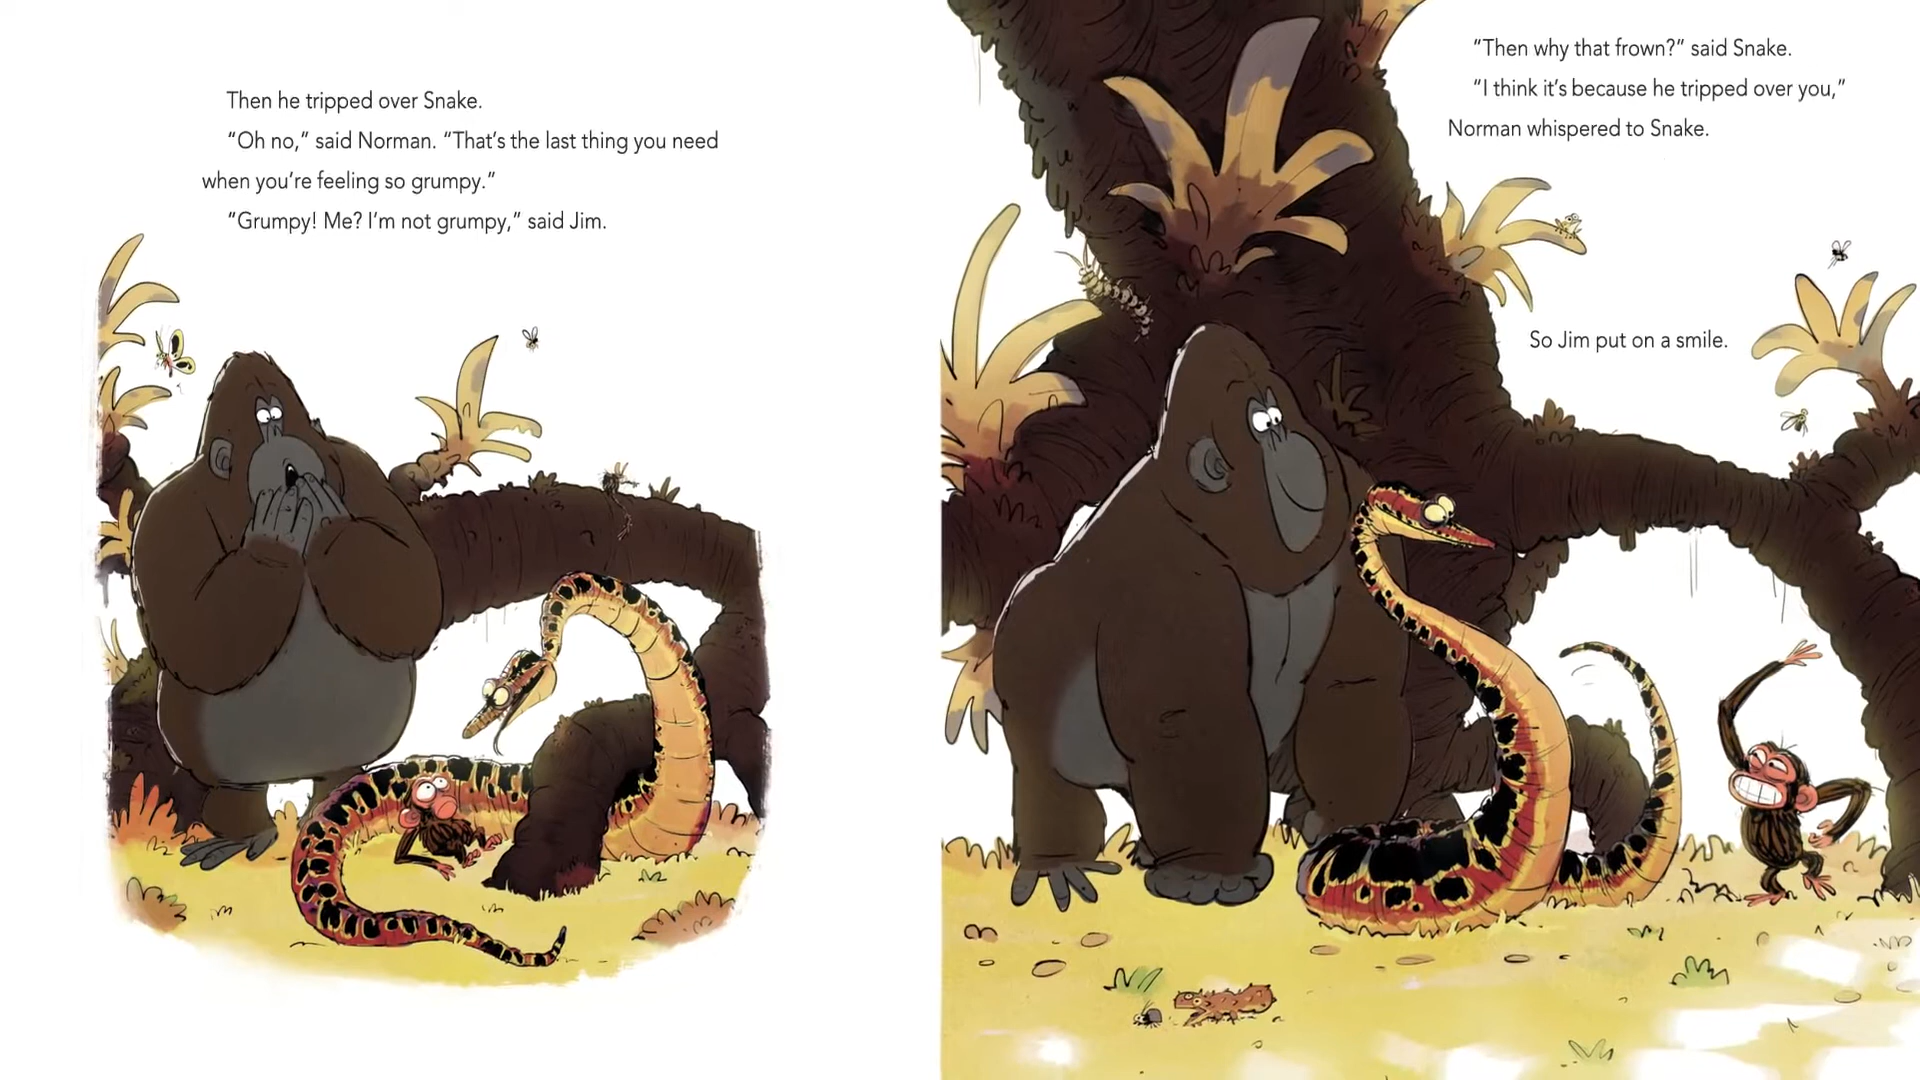 Then he tripped over Snake.
“Oh no,” said Norman. “That’s the last thing you need
when you’re feeling so grumpy.”
“Grumpy! Me? I’m not grumpy,” said Jim.
“Then why that frown?” said Snake.
“I think it’s because he tripped over you,”
Norman whispered to Snake.
So Jim put on a smile.